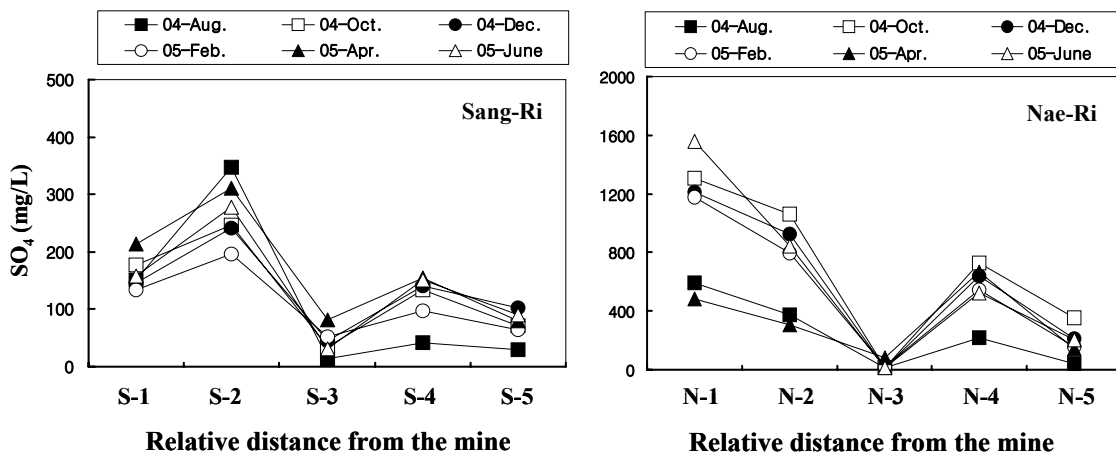 04-Aug. 04-Oct. 04-Dec.
05-Feb. 05-Apr. 05-June
500
400
300
200
100
0
SO4 (mg/L)
Sang-Ri
S-1 S-2 S-3 S-4 S-5
Relative distance from the mine
04-Aug. 04-Oct. 04-Dec.
05-Feb. 05-Apr. 05-June
2000
1600
1200
800
400
0
Nae-Ri
N-1 N-2 N-3 N-4 N-5
Relative distance from the mine